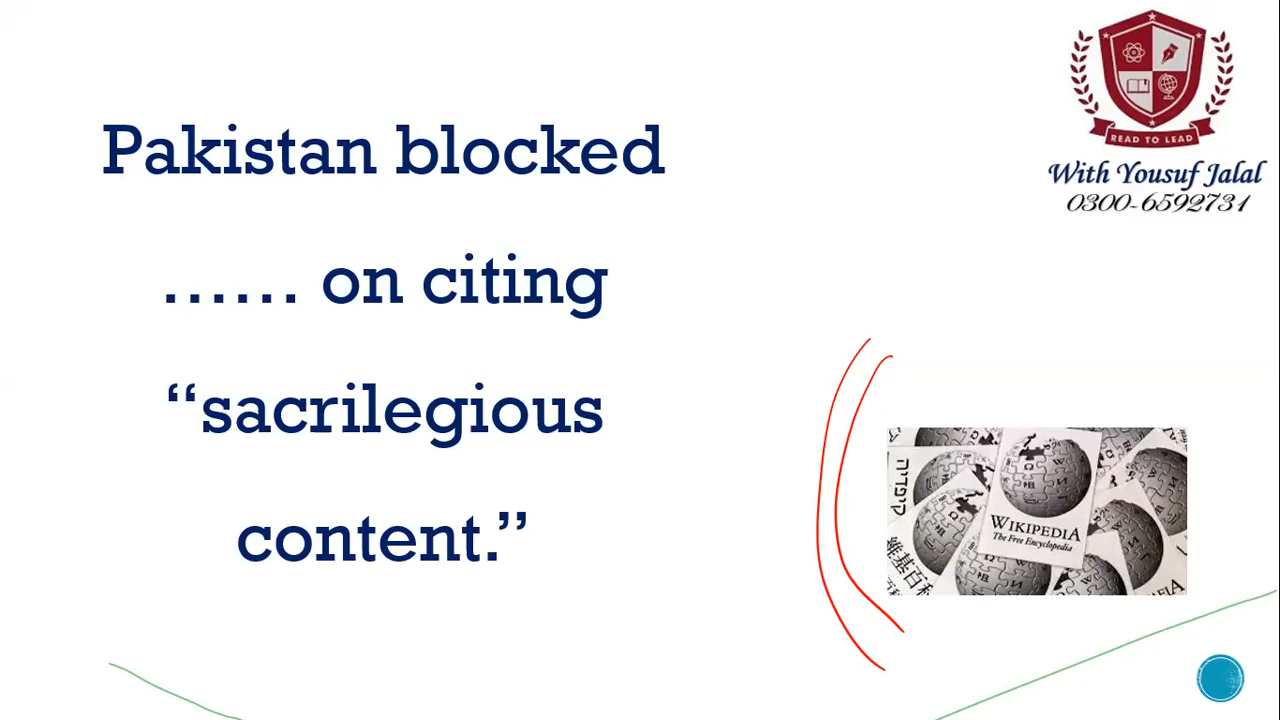 Pakistan blocked
…… on citing
“sacrilegious
content.”
READ TO LEAD
With Yousuf Jalal
0300-6592731
WIKIPEDIA
The Free Encyclopedia